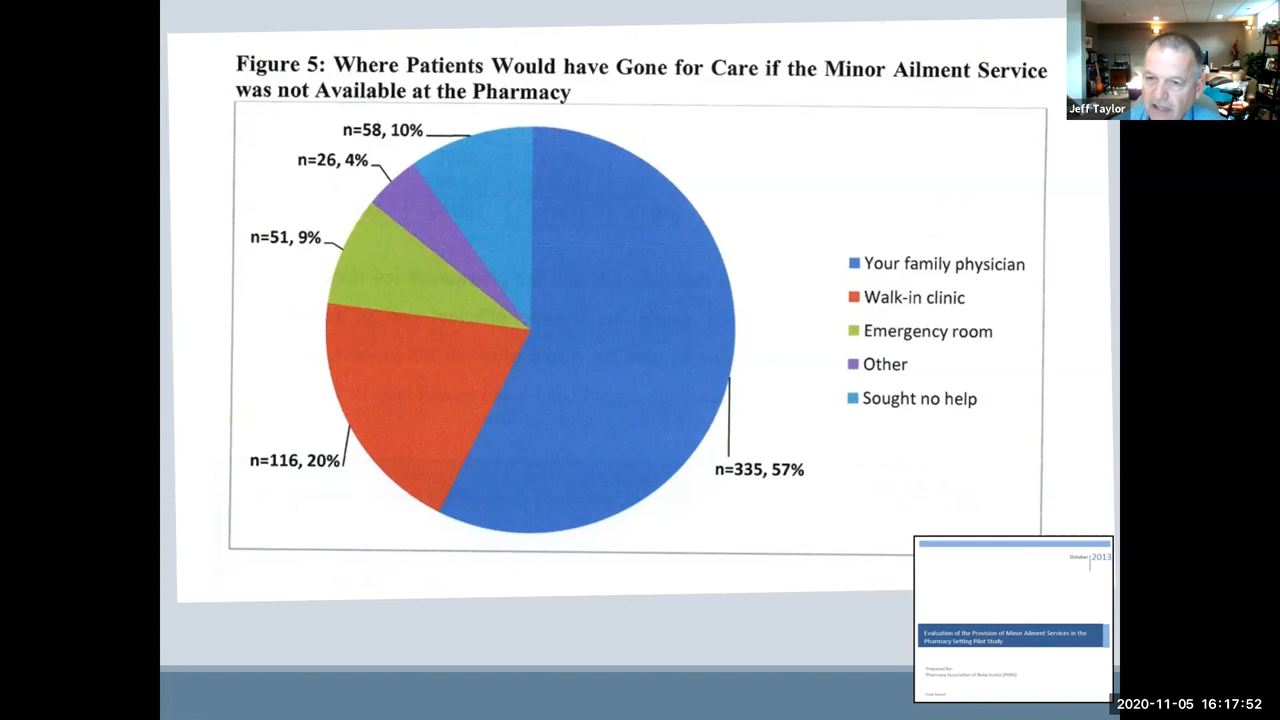 Figure 5: Where Patients Would have Gone for Care if the Minor Ailment Service
was not Available at the Pharmacy
n=58, 10%
n=26, 4%
n=51, 9%
n=116, 20%
n=335, 57%
Your family physician
Walk-in clinic
Emergency room
Other
Sought no help
Jeff Taylor
October 2013
Evaluation of the Provision of Minor Ailment Services in the
Pharmacy Setting Pilot Study
Prepared for:
Pharmacy Association of Nova Scotia (PANS)
Final Report
2020-11-05 16:17:52